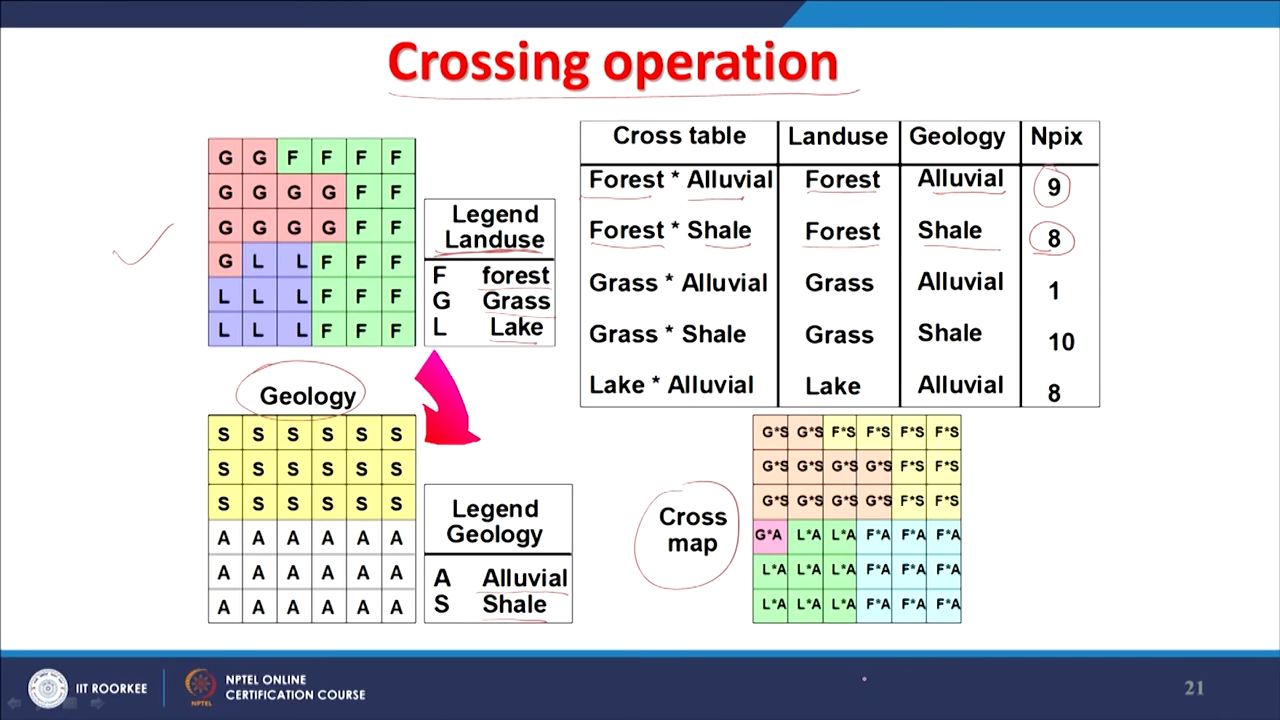 Crossing operation
G G F F F F
G G G G F F
G G G G F F
G L L F F F
L L L F F F
L L L F F F
Legend
Landuse
F forest
G Grass
L Lake
Cross table Landuse Geology Npix
Forest * Alluvial Forest Alluvial 9
Forest * Shale Forest Shale 8
Grass * Alluvial Grass Alluvial 1
Grass * Shale Grass Shale 10
Lake * Alluvial Lake Alluvial 8
Geology
S S S S S S
S S S S S S
S S S S S S
A A A A A A
A A A A A A
A A A A A A
Legend
Geology
A Alluvial
S Shale
Cross
map
G*S G*S F*S F*S F*S F*S
G*S G*S G*S G*S F*S F*S
G*S G*S G*S G*S F*S F*S
G*A L*A L*A F*A F*A F*A
L*A L*A L*A F*A F*A F*A
L*A L*A L*A F*A F*A F*A
IIT ROORKEE
NPTEL
NPTEL ONLINE
CERTIFICATION COURSE
21